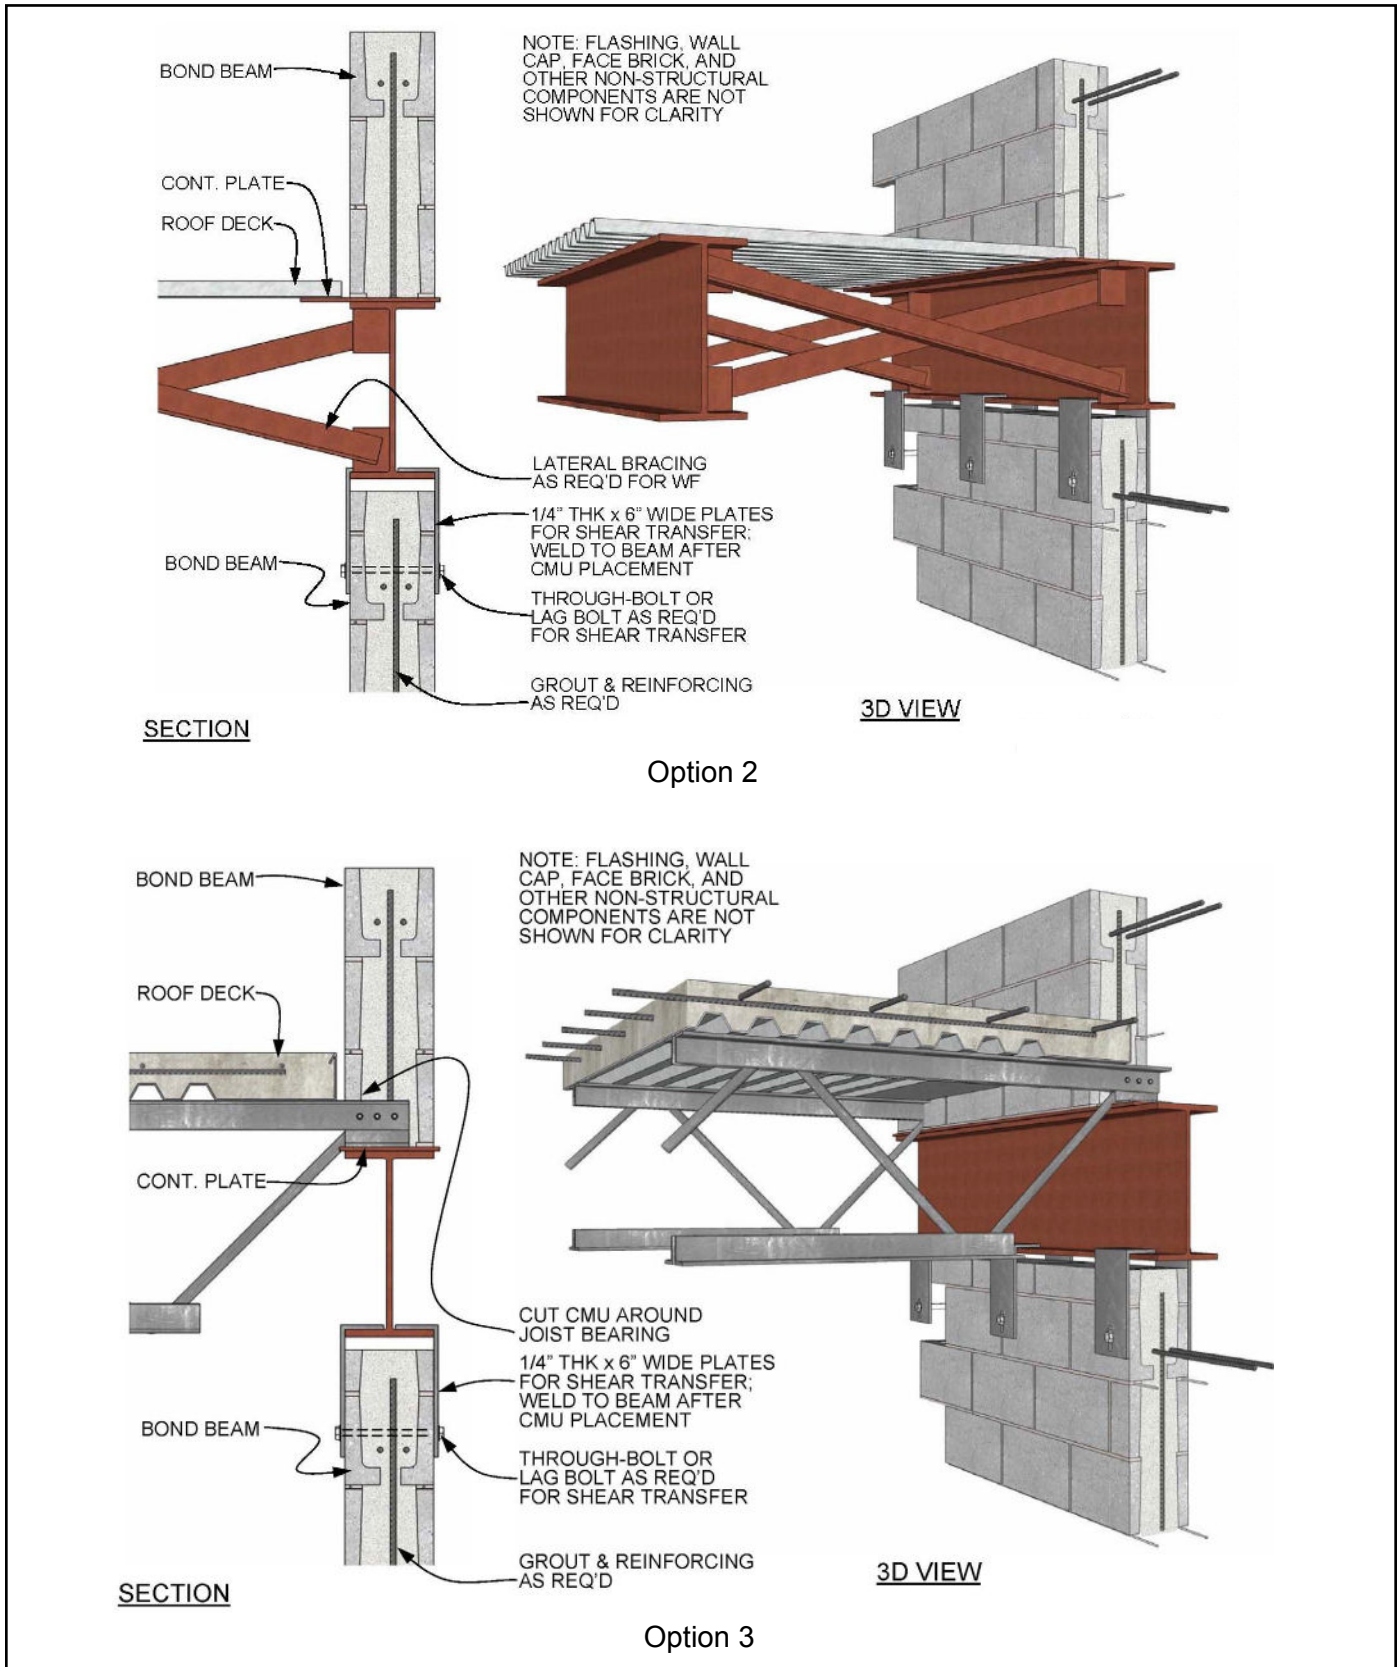 BOND BEAM
NOTE: FLASHING, WALL
CAP, FACE BRICK, AND
OTHER NON-STRUCTURAL
COMPONENTS ARE NOT
SHOWN FOR CLARITY
CONT. PLATE
ROOF DECK
LATERAL BRACING
AS REQ'D FOR WF
1/4" THK x 6" WIDE PLATES
FOR SHEAR TRANSFER;
WELD TO BEAM AFTER
CMU PLACEMENT
BOND BEAM
THROUGH-BOLT OR
LAG BOLT AS REQ'D
FOR SHEAR TRANSFER
GROUT & REINFORCING
AS REQ'D
SECTION
3D VIEW
Option 2
BOND BEAM
NOTE: FLASHING, WALL
CAP, FACE BRICK, AND
OTHER NON-STRUCTURAL
COMPONENTS ARE NOT
SHOWN FOR CLARITY
ROOF DECK
CONT. PLATE
CUT CMU AROUND
JOIST BEARING
1/4" THK x 6" WIDE PLATES
FOR SHEAR TRANSFER;
WELD TO BEAM AFTER
CMU PLACEMENT
BOND BEAM
THROUGH-BOLT OR
LAG BOLT AS REQ'D
FOR SHEAR TRANSFER
GROUT & REINFORCING
AS REQ'D
SECTION
3D VIEW
Option 3